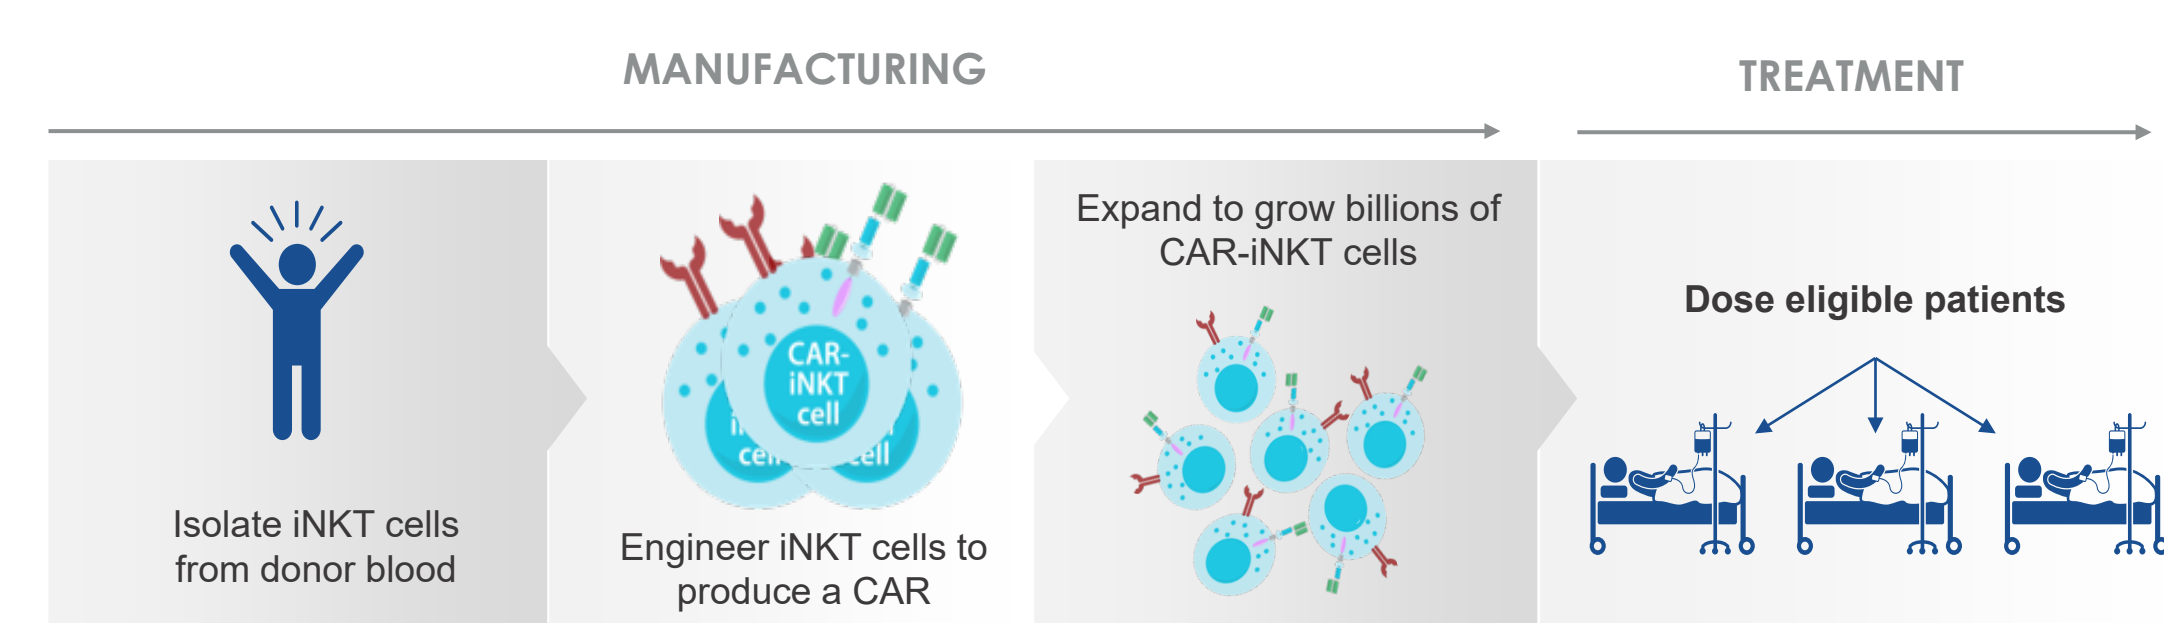 MANUFACTURING
TREATMENT
Isolate iNKT cells
from donor blood
CAR-
iNKT
cell
cell
Engineer iNKT cells to
produce a CAR
Expand to grow billions of
CAR-iNKT cells
Dose eligible patients